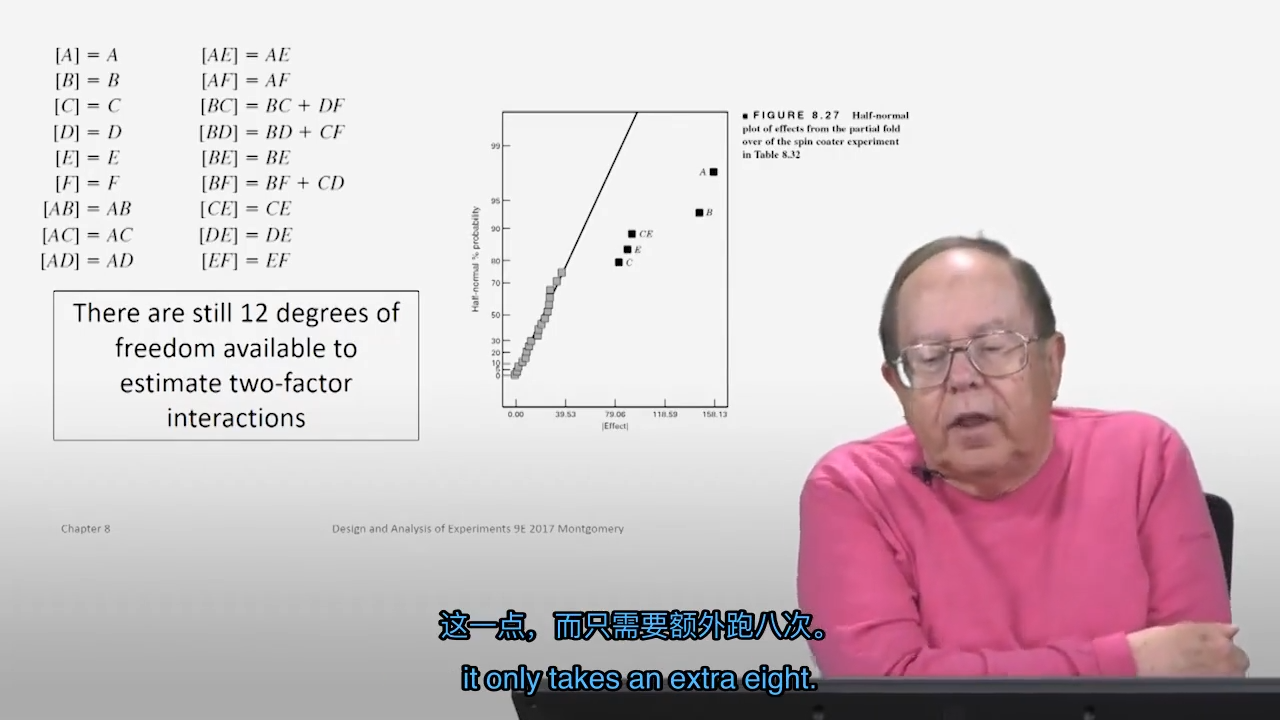 [A] = A
[B] = B
[C] = C
[D] = D
[E] = E
[F] = F
[AB] = AB
[AC] = AC
[AD] = AD
[AE] = AE
[AF] = AF
[BC] = BC + DF
[BD] = BD + CF
[BE] = BE
[BF] = BF + CD
[CE] = CE
[DE] = DE
[EF] = EF
There are still 12 degrees of
freedom available to
estimate two-factor
interactions
Half-normal % probability
99
95
90
80
70
50
30
20
10
5
0
A
B
CE
E
C
0.00 39.53 79.06 118.59 158.13
|Effect|
■ FIGURE 8.27 Half-normal
plot of effects from the partial fold
over of the spin coater experiment
in Table 8.32
Chapter 8
Design and Analysis of Experiments 9E 2017 Montgomery
这一点，而只需要额外跑八次。
it only takes an extra eight.